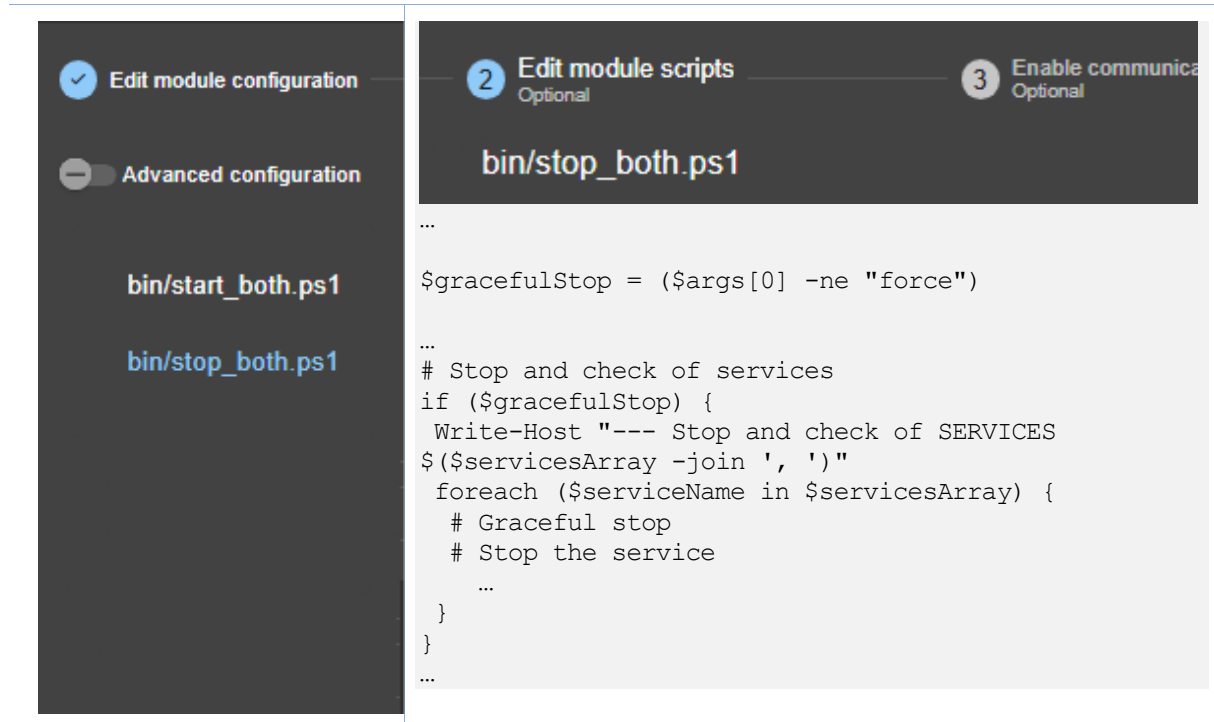 Edit module configuration
Advanced configuration
bin/start_both.ps1
bin/stop_both.ps1
2 Edit module scripts
Optional
3 Enable communica
Optional
bin/stop_both.ps1
…
$gracefulStop = ($args[0] -ne "force")
…
# Stop and check of services
if ($gracefulStop) {
 Write-Host "--- Stop and check of SERVICES
$($servicesArray -join ', ')"
 foreach ($serviceName in $servicesArray) {
  # Graceful stop
  # Stop the service
    …
 }
}
…